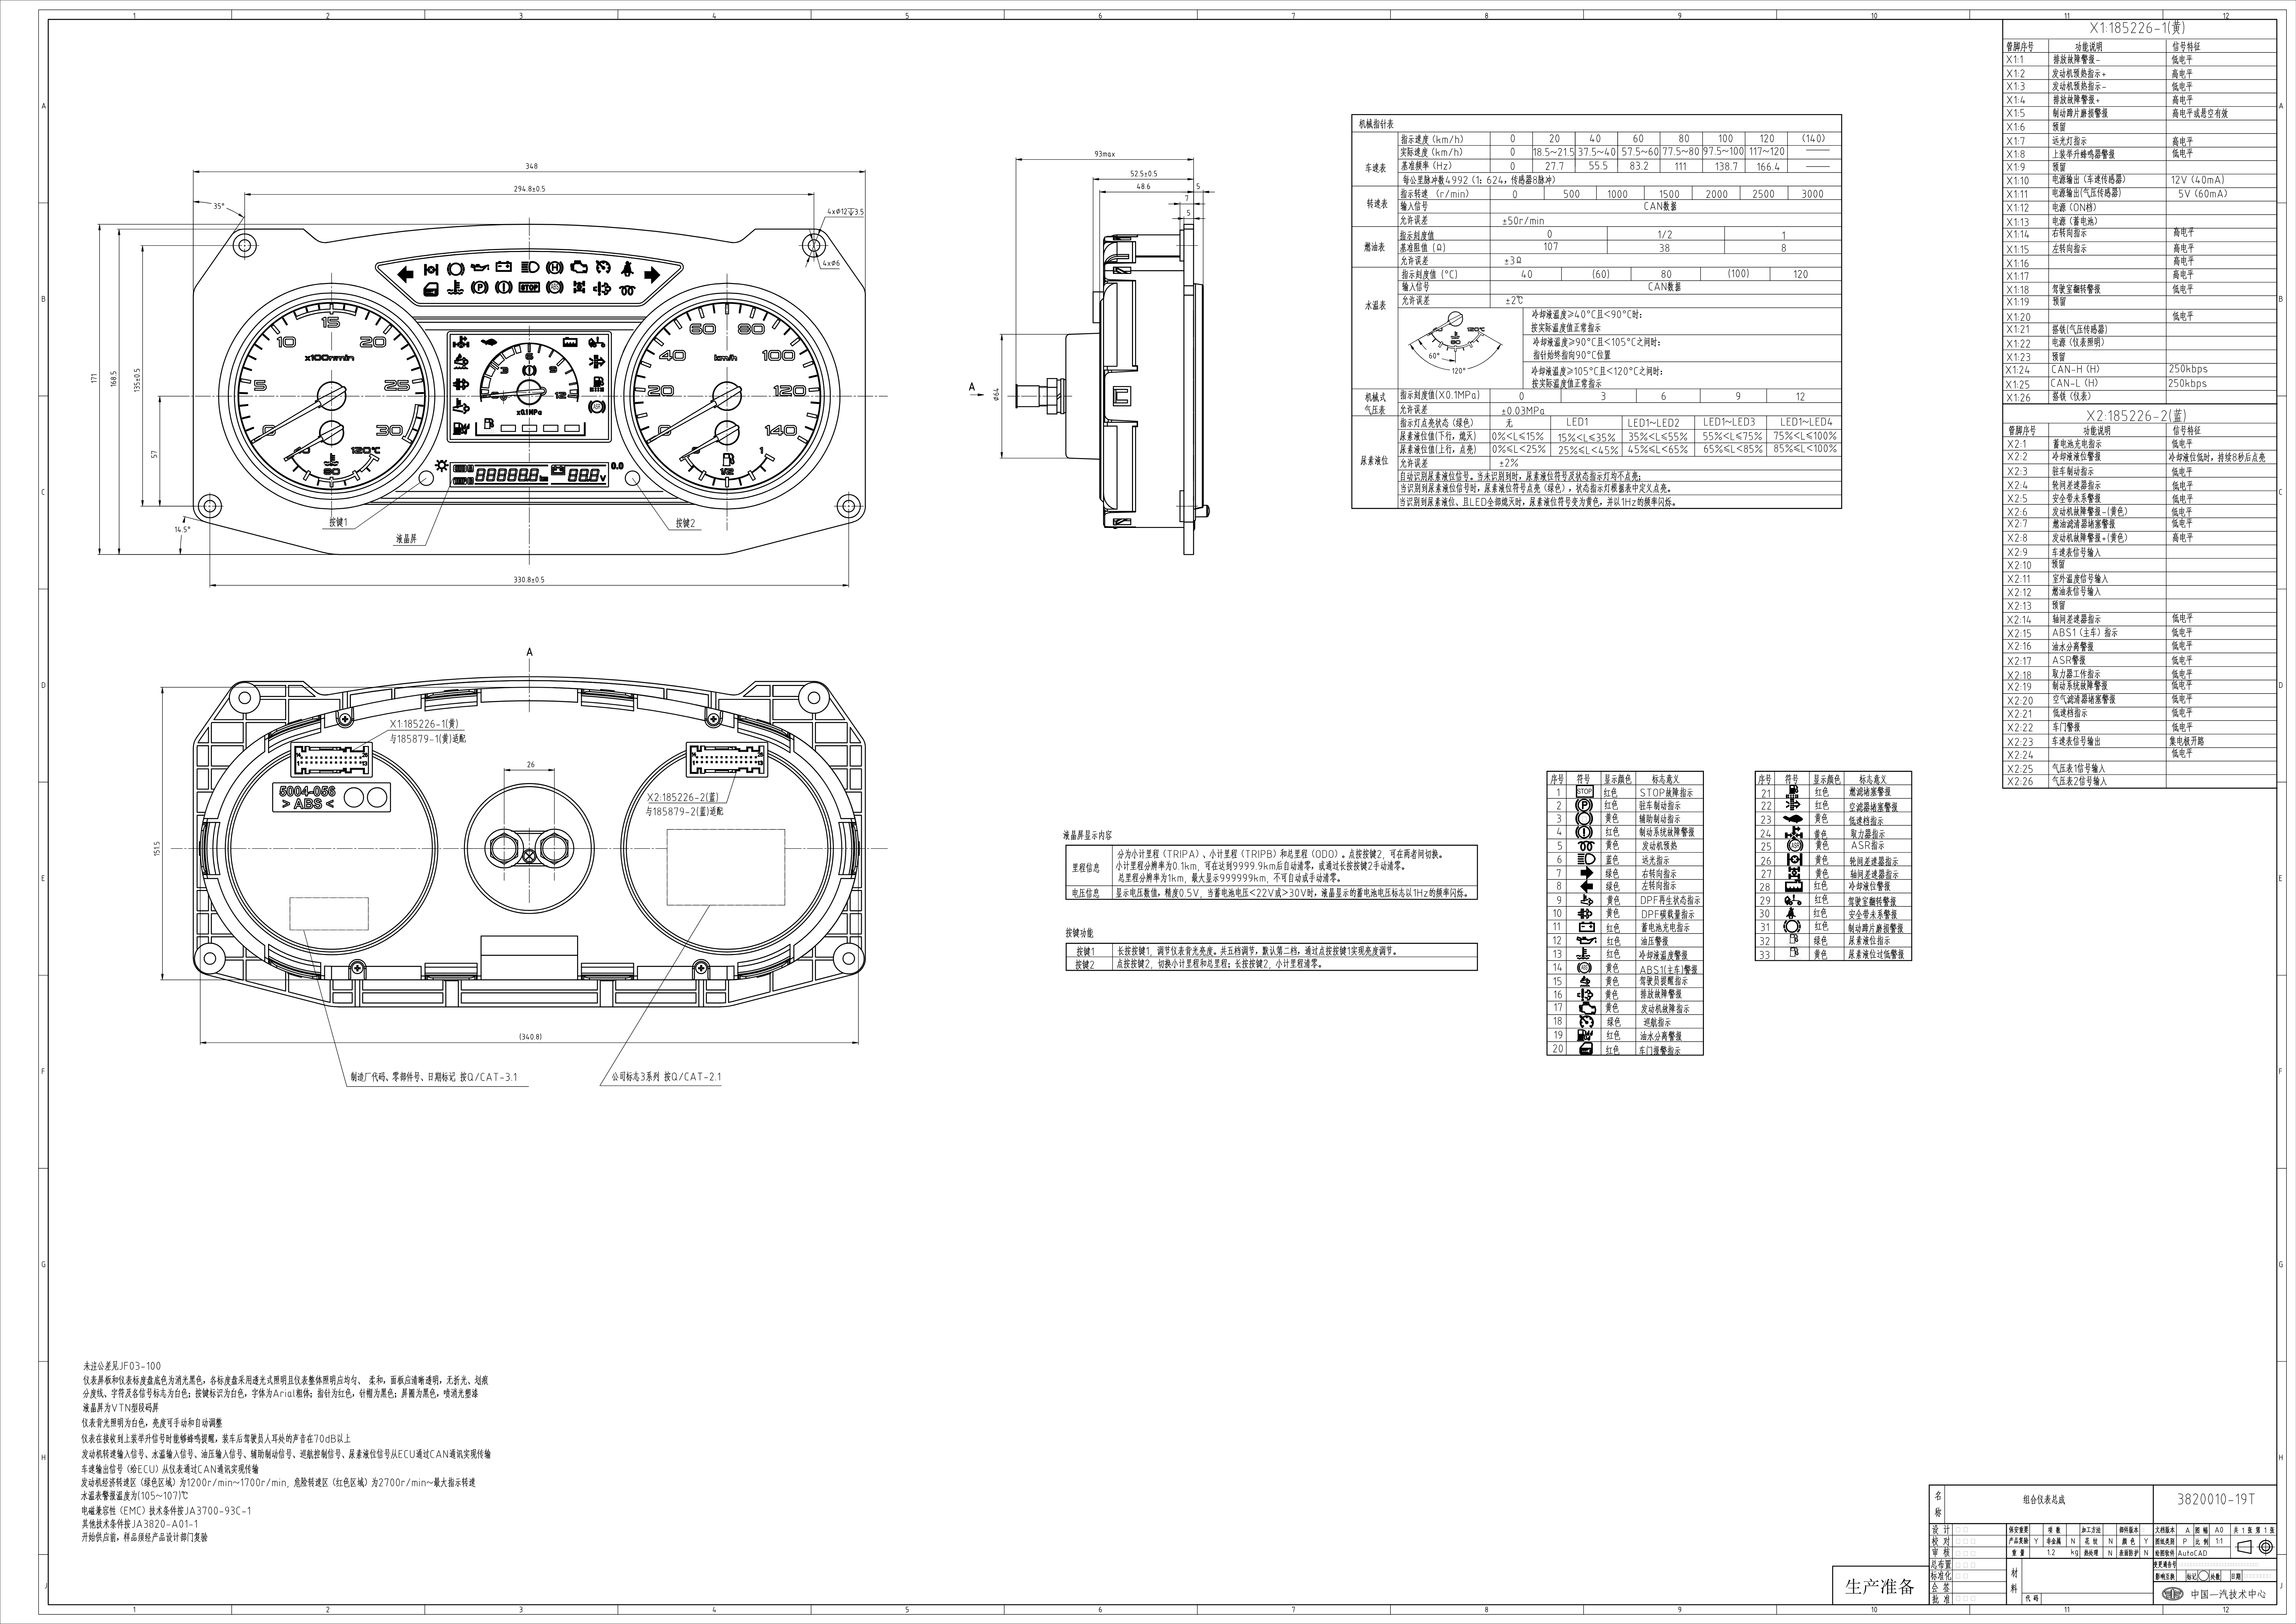 348
294.8±0.5
35°
4xØ12↧3.5
4xØ6
171
168.5
135±0.5
57
14.5°
330.8±0.5
0 5 10 15 20 25 30
x100r/min
40 80 120℃
0 20 40 60 80 100 120 140
km/h
0 1/2 1
0 3 6 9 12
x0.1MPa
STOP
888888.8 km
88.8 V
0.0
按键1
液晶屏
按键2
93max
52.5±0.5
48.6
5
7
5
Ø64
A
A
X1:185226-1(黄)
与185879-1(黄)适配
X2:185226-2(蓝)
与185879-2(蓝)适配
5004-056
>ABS<
26
151.5
(340.8)
制造厂代码、零部件号、日期标记 按Q/CAT-3.1
公司标志3系列 按Q/CAT-2.1
机械指针表
车速表
指示速度(km/h) 0 20 40 60 80 100 120 (140)
实际速度(km/h) 0 18.5~21.5 37.5~40 57.5~60 77.5~80 97.5~100 117~120 ——
基准频率(Hz) 0 27.7 55.5 83.2 111 138.7 166.4 ——
每公里脉冲数4992(1:624,传感器8脉冲)
转速表
指示转速 (r/min) 0 500 1000 1500 2000 2500 3000
输入信号 CAN数据
允许误差 ±50r/min
燃油表
指示刻度值 0 1/2 1
基准阻值(Ω) 107 38 8
允许误差 ±3Ω
水温表
指示刻度值(°C) 40 (60) 80 (100) 120
输入信号 CAN数据
允许误差 ±2℃
60°
120°
冷却液温度≥40°C且<90°C时:
按实际温度值正常指示
冷却液温度≥90°C且<105°C之间时:
指针始终指向90°C位置
冷却液温度≥105°C且<120°C之间时:
按实际温度值正常指示
机械式气压表
指示刻度值(X0.1MPa) 0 3 6 9 12
允许误差 ±0.03MPa
尿素液位
指示灯点亮状态(绿色) 无 LED1 LED1~LED2 LED1~LED3 LED1~LED4
尿素液位值(下行,熄灭) 0%<L≤15% 15%<L≤35% 35%<L≤55% 55%<L≤75% 75%<L≤100%
尿素液位值(上行,点亮) 0%≤L<25% 25%≤L<45% 45%≤L<65% 65%≤L<85% 85%≤L<100%
允许误差 ±2%
自动识别尿素液位信号。当未识别到时,尿素液位符号及状态指示灯均不点亮;
当识别到尿素液位信号时,尿素液位符号点亮(绿色),状态指示灯根据表中定义点亮。
当识别到尿素液位、且LED全部熄灭时,尿素液位符号变为黄色,并以1Hz的频率闪烁。
X1:185226-1(黄)
管脚序号 功能说明 信号特征
X1:1 排放故障警报- 低电平
X1:2 发动机预热指示+ 高电平
X1:3 发动机预热指示- 低电平
X1:4 排放故障警报+ 高电平
X1:5 制动蹄片磨损警报 高电平或悬空有效
X1:6 预留
X1:7 远光灯指示 高电平
X1:8 上装举升蜂鸣器警报 低电平
X1:9 预留
X1:10 电源输出(车速传感器) 12V(40mA)
X1:11 电源输出(气压传感器) 5V(60mA)
X1:12 电源(ON档)
X1:13 电源(蓄电池)
X1:14 右转向指示 高电平
X1:15 左转向指示 高电平
X1:16 高电平
X1:17 高电平
X1:18 驾驶室翻转警报 低电平
X1:19 预留
X1:20 低电平
X1:21 搭铁(气压传感器)
X1:22 电源(仪表照明)
X1:23 预留
X1:24 CAN-H(H) 250kbps
X1:25 CAN-L(H) 250kbps
X1:26 搭铁(仪表)
X2:185226-2(蓝)
管脚序号 功能说明 信号特征
X2:1 蓄电池充电指示 低电平
X2:2 冷却液液位警报 冷却液位低时,持续8秒后点亮
X2:3 驻车制动指示 低电平
X2:4 轮间差速器指示 低电平
X2:5 安全带未系警报 低电平
X2:6 发动机故障警报-(黄色) 低电平
X2:7 燃油滤清器堵塞警报 低电平
X2:8 发动机故障警报+(黄色) 高电平
X2:9 车速表信号输入
X2:10 预留
X2:11 室外温度信号输入
X2:12 燃油表信号输入
X2:13 预留
X2:14 轴间差速器指示 低电平
X2:15 ABS1(主车)指示 低电平
X2:16 油水分离警报 低电平
X2:17 ASR警报 低电平
X2:18 取力器工作指示 低电平
X2:19 制动系统故障警报 低电平
X2:20 空气滤清器堵塞警报 低电平
X2:21 低速档指示 低电平
X2:22 车门警报 低电平
X2:23 车速表信号输出 集电极开路
X2:24 低电平
X2:25 气压表1信号输入
X2:26 气压表2信号输入
液晶屏显示内容
里程信息
分为小计里程(TRIPA)、小计里程(TRIPB)和总里程(ODO)。点按按键2,可在两者间切换。
小计里程分辨率为0.1km,可在达到9999.9km后自动清零,或通过长按按键2手动清零。
总里程分辨率为1km,最大显示999999km,不可自动或手动清零。
电压信息 显示电压数值,精度0.5V,当蓄电池电压<22V或>30V时,液晶显示的蓄电池电压标志以1Hz的频率闪烁。
按键功能
按键1 长按按键1,调节仪表背光亮度。共五档调节,默认第二档,通过点按按键1实现亮度调节。
按键2 点按按键2,切换小计里程和总里程;长按按键2,小计里程清零。
序号 符号 显示颜色 标志意义
1 STOP 红色 STOP故障指示
2 红色 驻车制动指示
3 黄色 辅助制动指示
4 红色 制动系统故障警报
5 黄色 发动机预热
6 蓝色 远光指示
7 绿色 右转向指示
8 绿色 左转向指示
9 黄色 DPF再生状态指示
10 黄色 DPF碳载量指示
11 红色 蓄电池充电指示
12 红色 油压警报
13 红色 冷却液温度警报
14 黄色 ABS1(主车)警报
15 黄色 驾驶员提醒指示
16 黄色 排放故障警报
17 黄色 发动机故障指示
18 绿色 巡航指示
19 红色 油水分离警报
20 红色 车门报警指示
序号 符号 显示颜色 标志意义
21 红色 燃滤堵塞警报
22 红色 空滤器堵塞警报
23 黄色 低速档指示
24 黄色 取力器指示
25 黄色 ASR指示
26 黄色 轮间差速器指示
27 黄色 轴间差速器指示
28 红色 冷却液位警报
29 红色 驾驶室翻转警报
30 红色 安全带未系警报
31 红色 制动蹄片磨损警报
32 绿色 尿素液位指示
33 黄色 尿素液位过低警报
未注公差见JF03-100
仪表屏板和仪表标度盘底色为消光黑色,各标度盘采用透光式照明且仪表整体照明应均匀、柔和,面板应清晰透明,无折光、划痕
分度线、字符及各信号标志为白色;按键标识为白色,字体为Arial粗体;指针为红色,针帽为黑色;屏圈为黑色,喷消光塑漆
液晶屏为VTN型段码屏
仪表背光照明为白色,亮度可手动和自动调整
仪表在接收到上装举升信号时能够蜂鸣提醒,装车后驾驶员人耳处的声音在70dB以上
发动机转速输入信号、水温输入信号、油压输入信号、辅助制动信号、巡航控制信号、尿素液位信号从ECU通过CAN通讯实现传输
车速输出信号(给ECU)从仪表通过CAN通讯实现传输
发动机经济转速区(绿色区域)为1200r/min~1700r/min,危险转速区(红色区域)为2700r/min~最大指示转速
水温表警报温度为(105~107)℃
电磁兼容性(EMC)技术条件按JA3700-93C-1
其他技术条件按JA3820-A01-1
开始供应前,样品须经产品设计部门复验
生产准备
名称 组合仪表总成 3820010-19T
设计
校对
审核
总布置
标准化
会签
批准
保安重要 项数 加工方法 部件版本 文档版本 A 图幅 A0 共 1 张 第 1 张
产品复验 Y 非金属 N 花纹 N 颜色 Y 图纸类型 P 比例 1:1
重量 1.2 kg 热处理 N 表面防护 N 绘图软件 AutoCAD
材料
代码
变更通告号
影响互换 标记 处数 日期
中国一汽技术中心